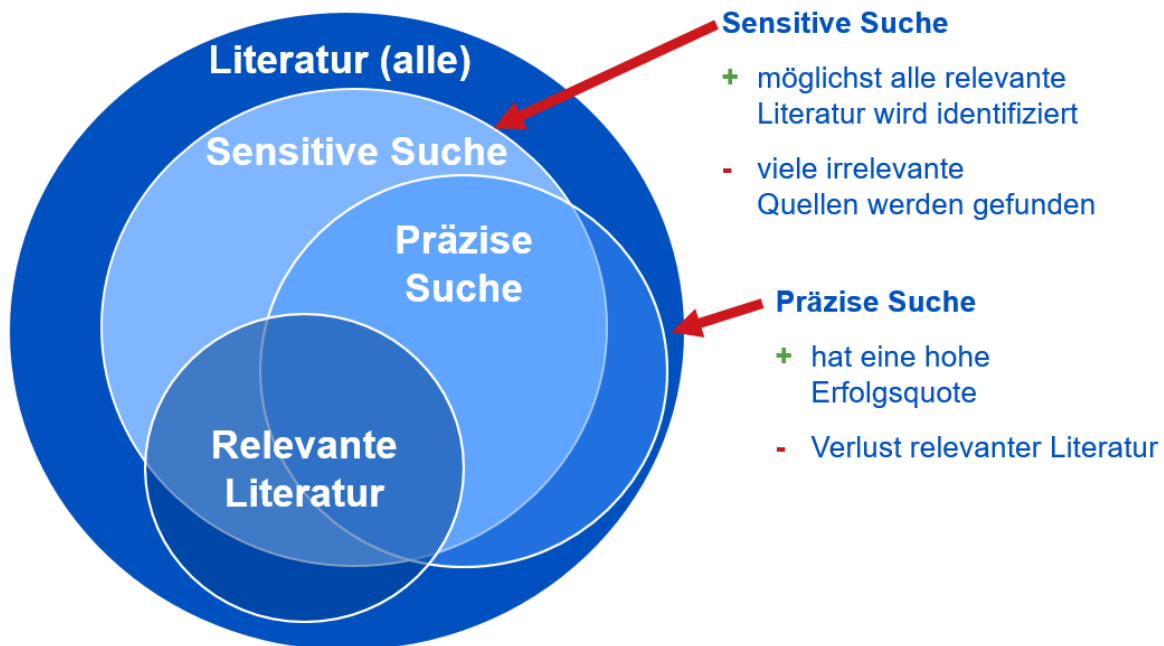 Literatur (alle)
Sensitive Suche
Präzise
Suche
Relevante
Literatur
Sensitive Suche
+ möglichst alle relevante
Literatur wird identifiziert
- viele irrelevante
Quellen werden gefunden
Präzise Suche
+ hat eine hohe
Erfolgsquote
- Verlust relevanter Literatur